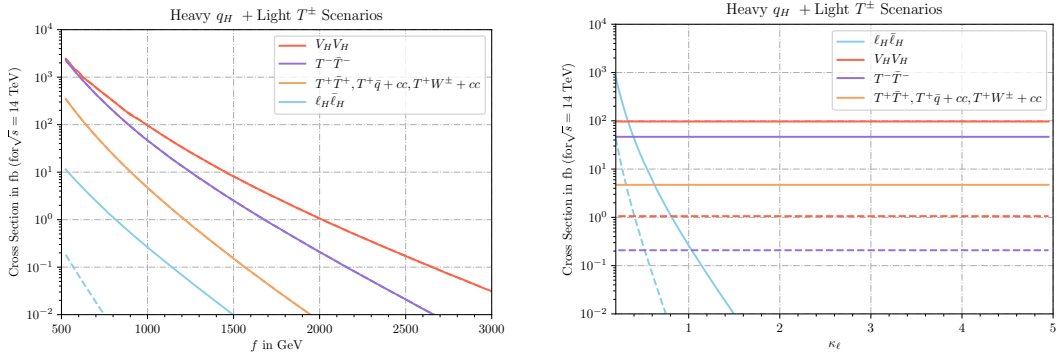 Heavy q_H + Light T^± Scenarios
10^4
10^3
10^2
10^1
10^0
10^{-1}
10^{-2}
Cross Section in fb (for√s = 14 TeV)
V_H V_H
T^- T̄^-
T^+ T̄^+, T^+ q̄ + cc, T^+ W^± + cc
ℓ_H ℓ̄_H
500 1000 1500 2000 2500 3000
f in GeV
Heavy q_H + Light T^± Scenarios
10^4
10^3
10^2
10^1
10^0
10^{-1}
10^{-2}
Cross Section in fb (for√s = 14 TeV)
ℓ_H ℓ̄_H
V_H V_H
T^- T̄^-
T^+ T̄^+, T^+ q̄ + cc, T^+ W^± + cc
1 2 3 4 5
κ_ℓ